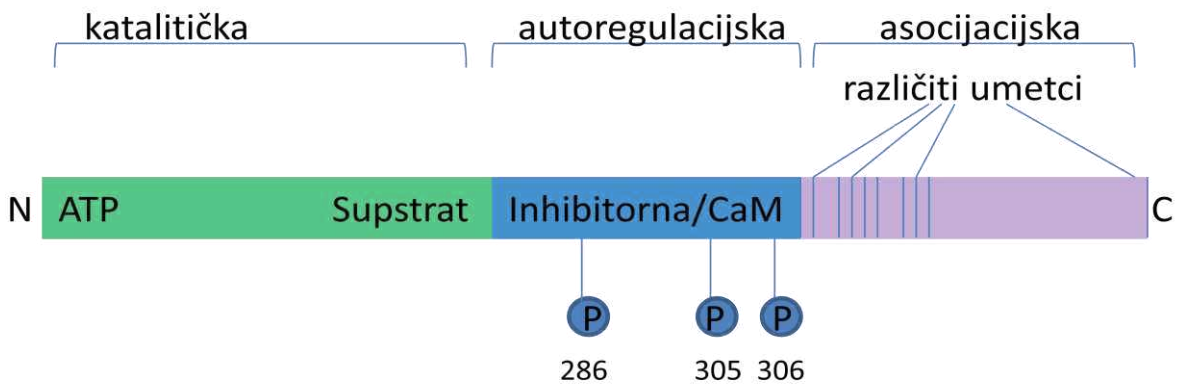 katalitička autoregulacijska asocijacijska
različiti umetci
N ATP Supstrat Inhibitorna/CaM C
P P P
286 305 306